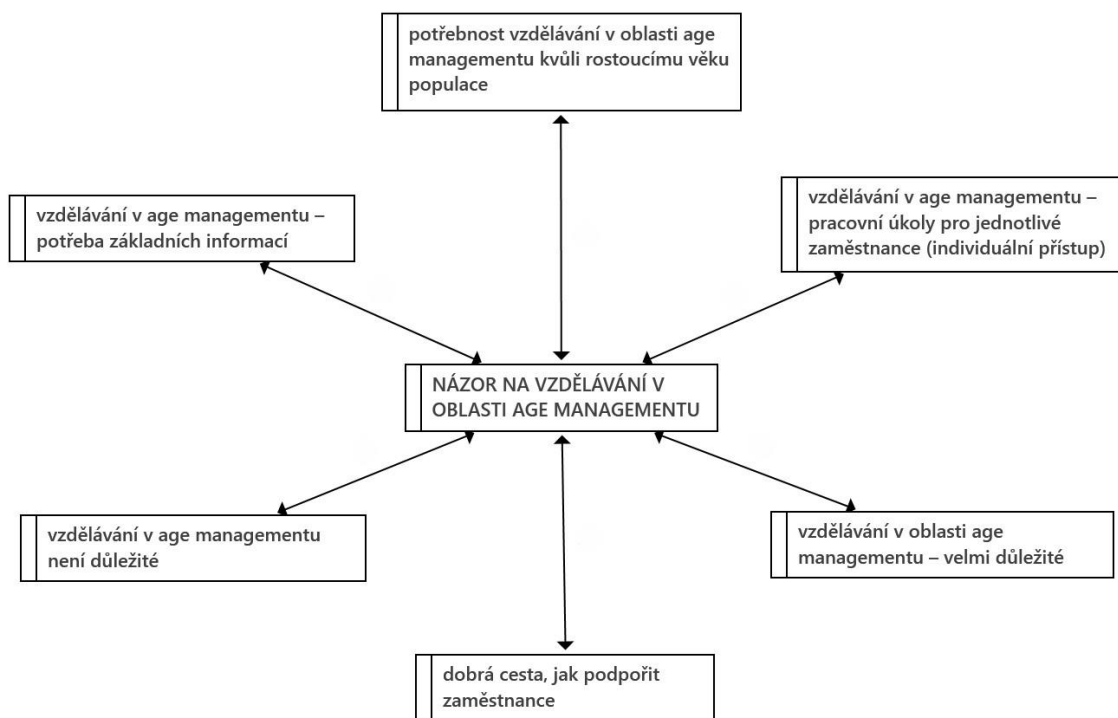 potřebnost vzdělávání v oblasti age
managementu kvůli rostoucímu věku
populace
vzdělávání v age managementu –
potřeba základních informací
vzdělávání v age managementu –
pracovní úkoly pro jednotlivé
zaměstnance (individuální přístup)
NÁZOR NA VZDĚLÁVÁNÍ V
OBLASTI AGE MANAGEMENTU
vzdělávání v age managementu
není důležité
vzdělávání v oblasti age
managementu – velmi důležité
dobrá cesta, jak podpořit
zaměstnance